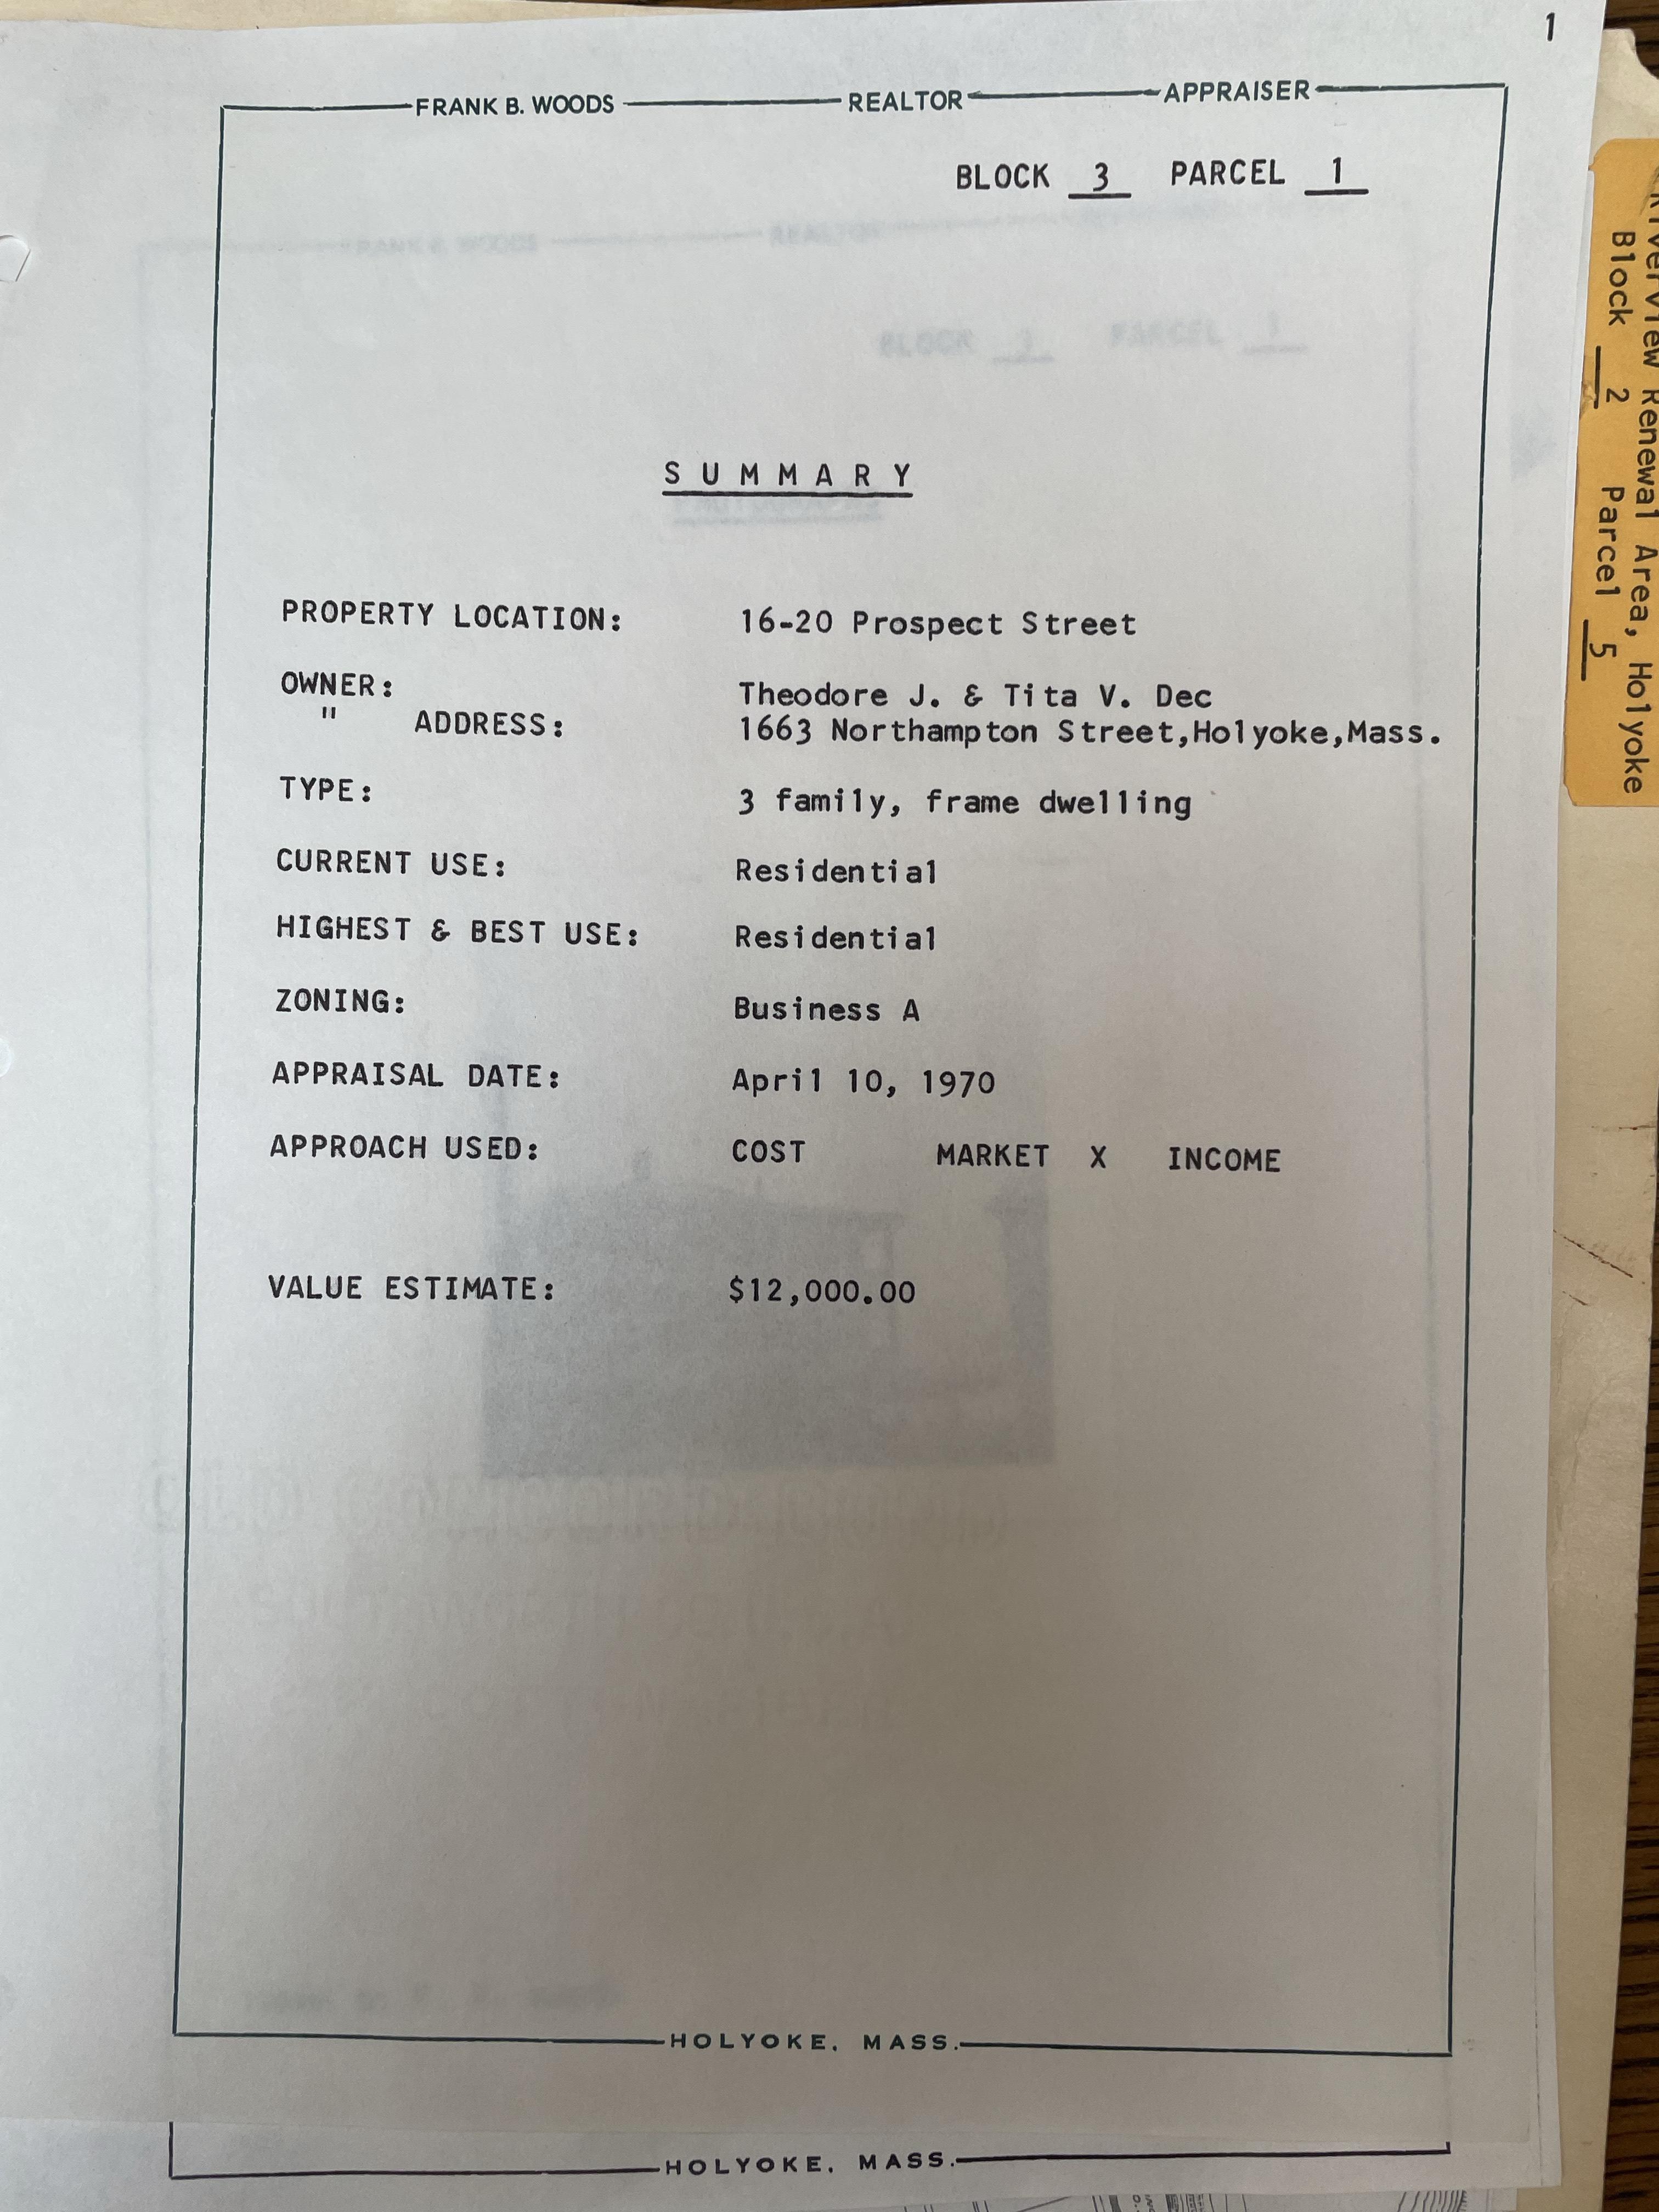 1
FRANK B. WOODS REALTOR APPRAISER
BLOCK 3 PARCEL 1
SUMMARY
PROPERTY LOCATION: 16-20 Prospect Street
OWNER: Theodore J. & Tita V. Dec
" ADDRESS: 1663 Northampton Street,Holyoke,Mass.
TYPE: 3 family, frame dwelling
CURRENT USE: Residential
HIGHEST & BEST USE: Residential
ZONING: Business A
APPRAISAL DATE: April 10, 1970
APPROACH USED: COST MARKET X INCOME
VALUE ESTIMATE: $12,000.00
HOLYOKE, MASS.
HOLYOKE, MASS.
Riverview Renewal Area, Holyoke
Block 2 Parcel 5